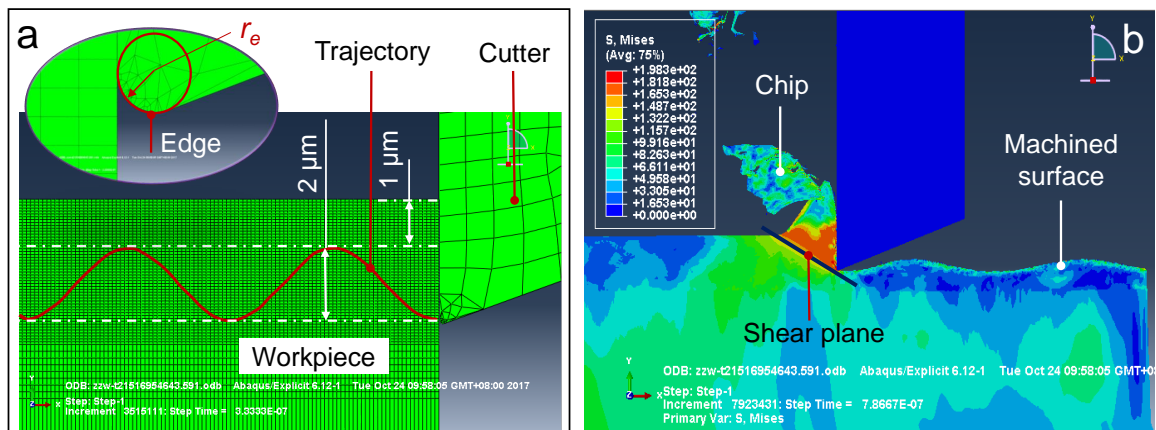 a
r_e
Edge
Trajectory
Cutter
2 μm
1 μm
Workpiece
Y
Z
X
ODB: zzw-t21516954643.591.odb Abaqus/Explicit 6.12-1 Tue Oct 24 09:58:05 GMT+08:00 2017
Step: Step-1
Increment 3515111: Step Time = 3.3333E-07
b
S, Mises
(Avg: 75%)
+1.983e+02
+1.818e+02
+1.653e+02
+1.487e+02
+1.322e+02
+1.157e+02
+9.916e+01
+8.263e+01
+6.611e+01
+4.958e+01
+3.305e+01
+1.653e+01
+0.000e+00
Y
X
Chip
Machined
surface
Shear plane
Y
Z
X
ODB: zzw-t21516954643.591.odb Abaqus/Explicit 6.12-1 Tue Oct 24 09:58:05 GM
Step: Step-1
Increment 7923431: Step Time = 7.8667E-07
Primary Var: S, Mises